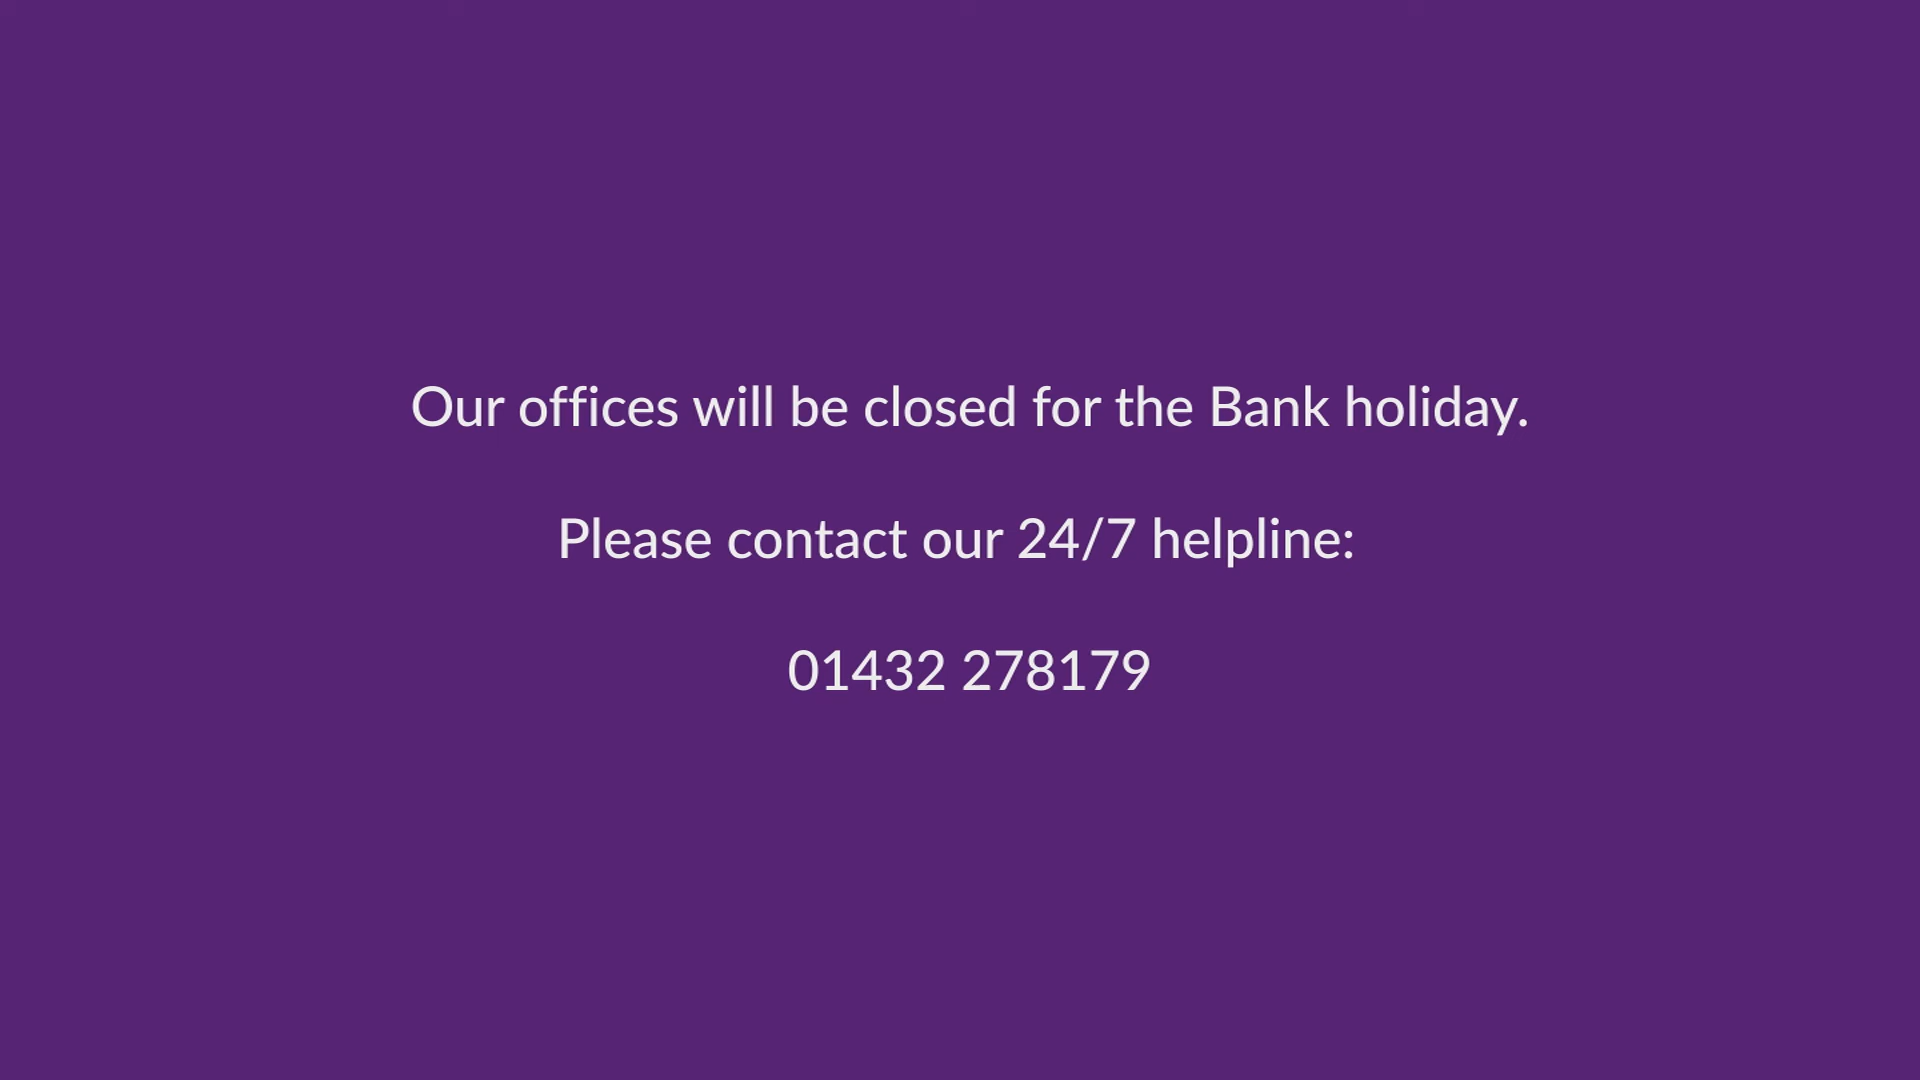 Our offices will be closed for the Bank holiday.
Please contact our 24/7 helpline:
01432 278179